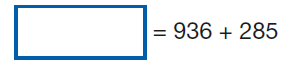 = 936 + 285